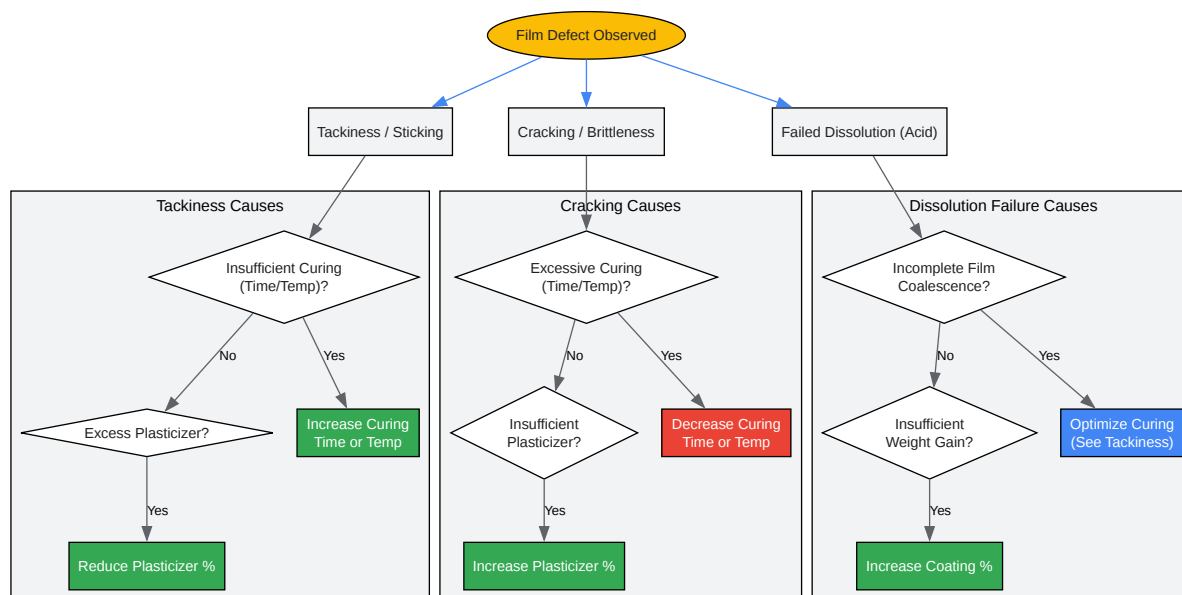 Film Defect Observed
Tackiness / Sticking
Cracking / Brittleness
Failed Dissolution (Acid)
Tackiness Causes
Cracking Causes
Dissolution Failure Causes
Insufficient Curing
(Time/Temp)?
Excessive Curing
(Time/Temp)?
Incomplete Film
Coalescence?
No
Yes
No
Yes
No
Yes
Excess Plasticizer?
Increase Curing
Time or Temp
Insufficient
Plasticizer?
Decrease Curing
Time or Temp
Insufficient
Weight Gain?
Optimize Curing
(See Tackiness)
Yes
Yes
Yes
Reduce Plasticizer %
Increase Plasticizer %
Increase Coating %